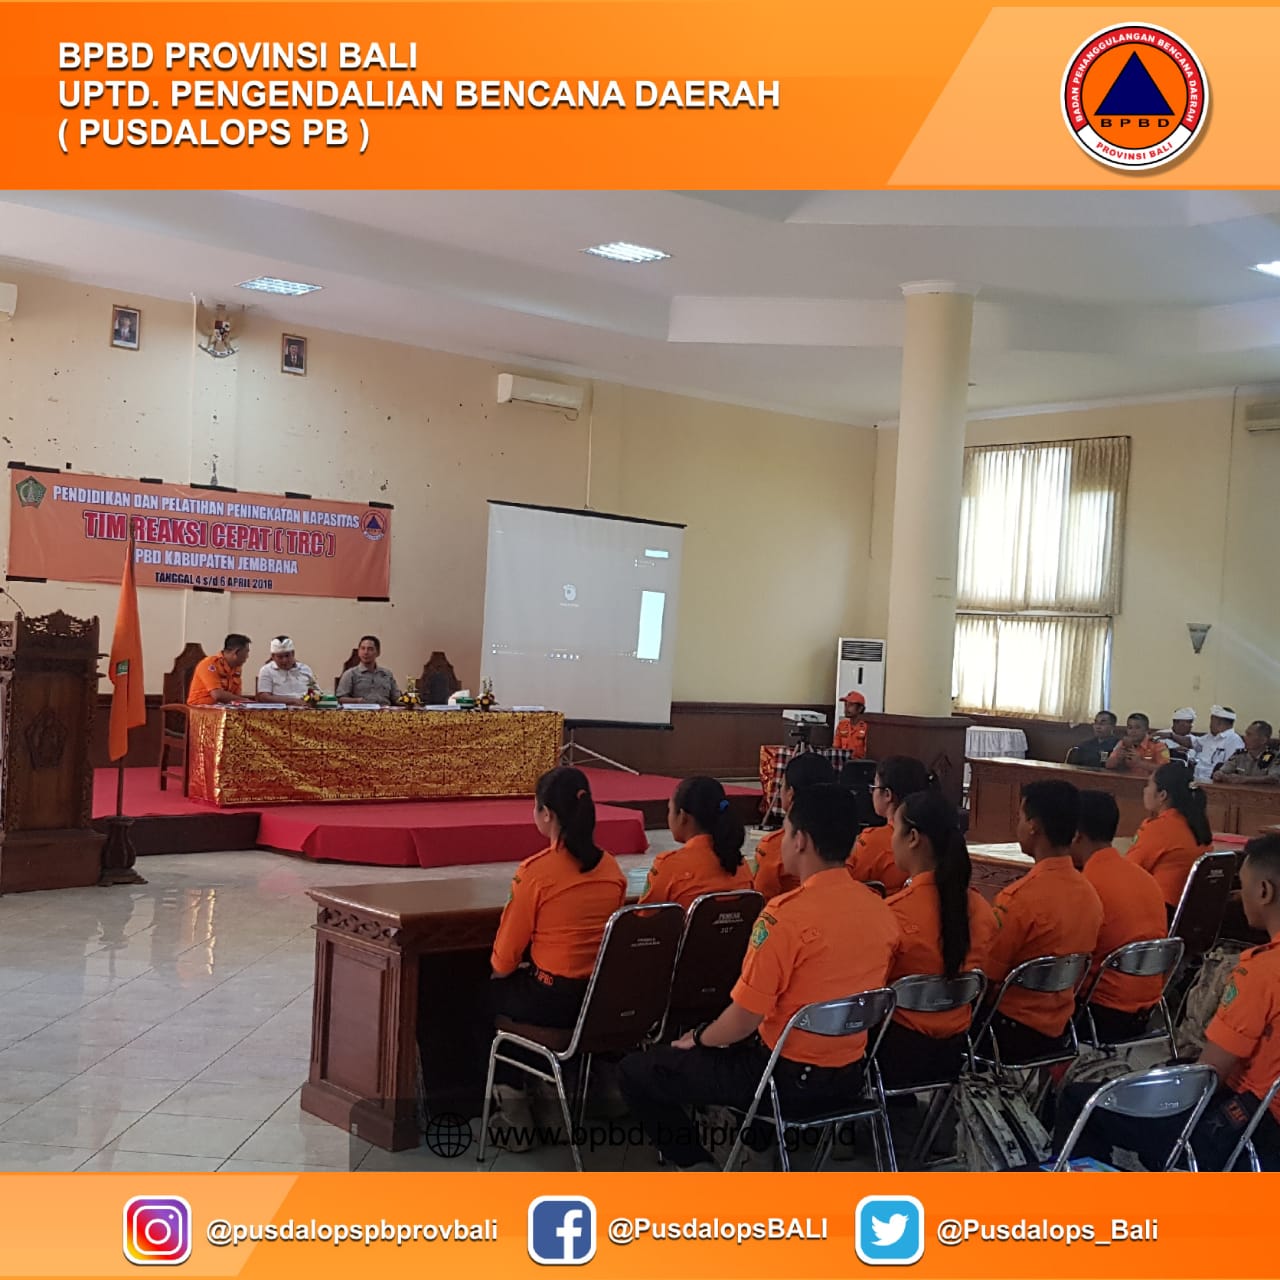 BPBD PROVINSI BALI
UPTD. PENGENDALIAN BENCANA DAERAH
( PUSDALOPS PB )
BADAN PENANGGULANGAN BENCANA DAERAH
BPBD
PROVINSI BALI
PENDIDIKAN DAN PELATIHAN PENINGKATAN KAPASITAS
TIM REAKSI CEPAT ( TRC )
PBD KABUPATEN JEMBRANA
TANGGAL 4 s/d 6 APRIL 2018
www.bpbd.baliprov.go.id
@pusdalopspbprovbali
@PusdalopsBALI
@Pusdalops_Bali